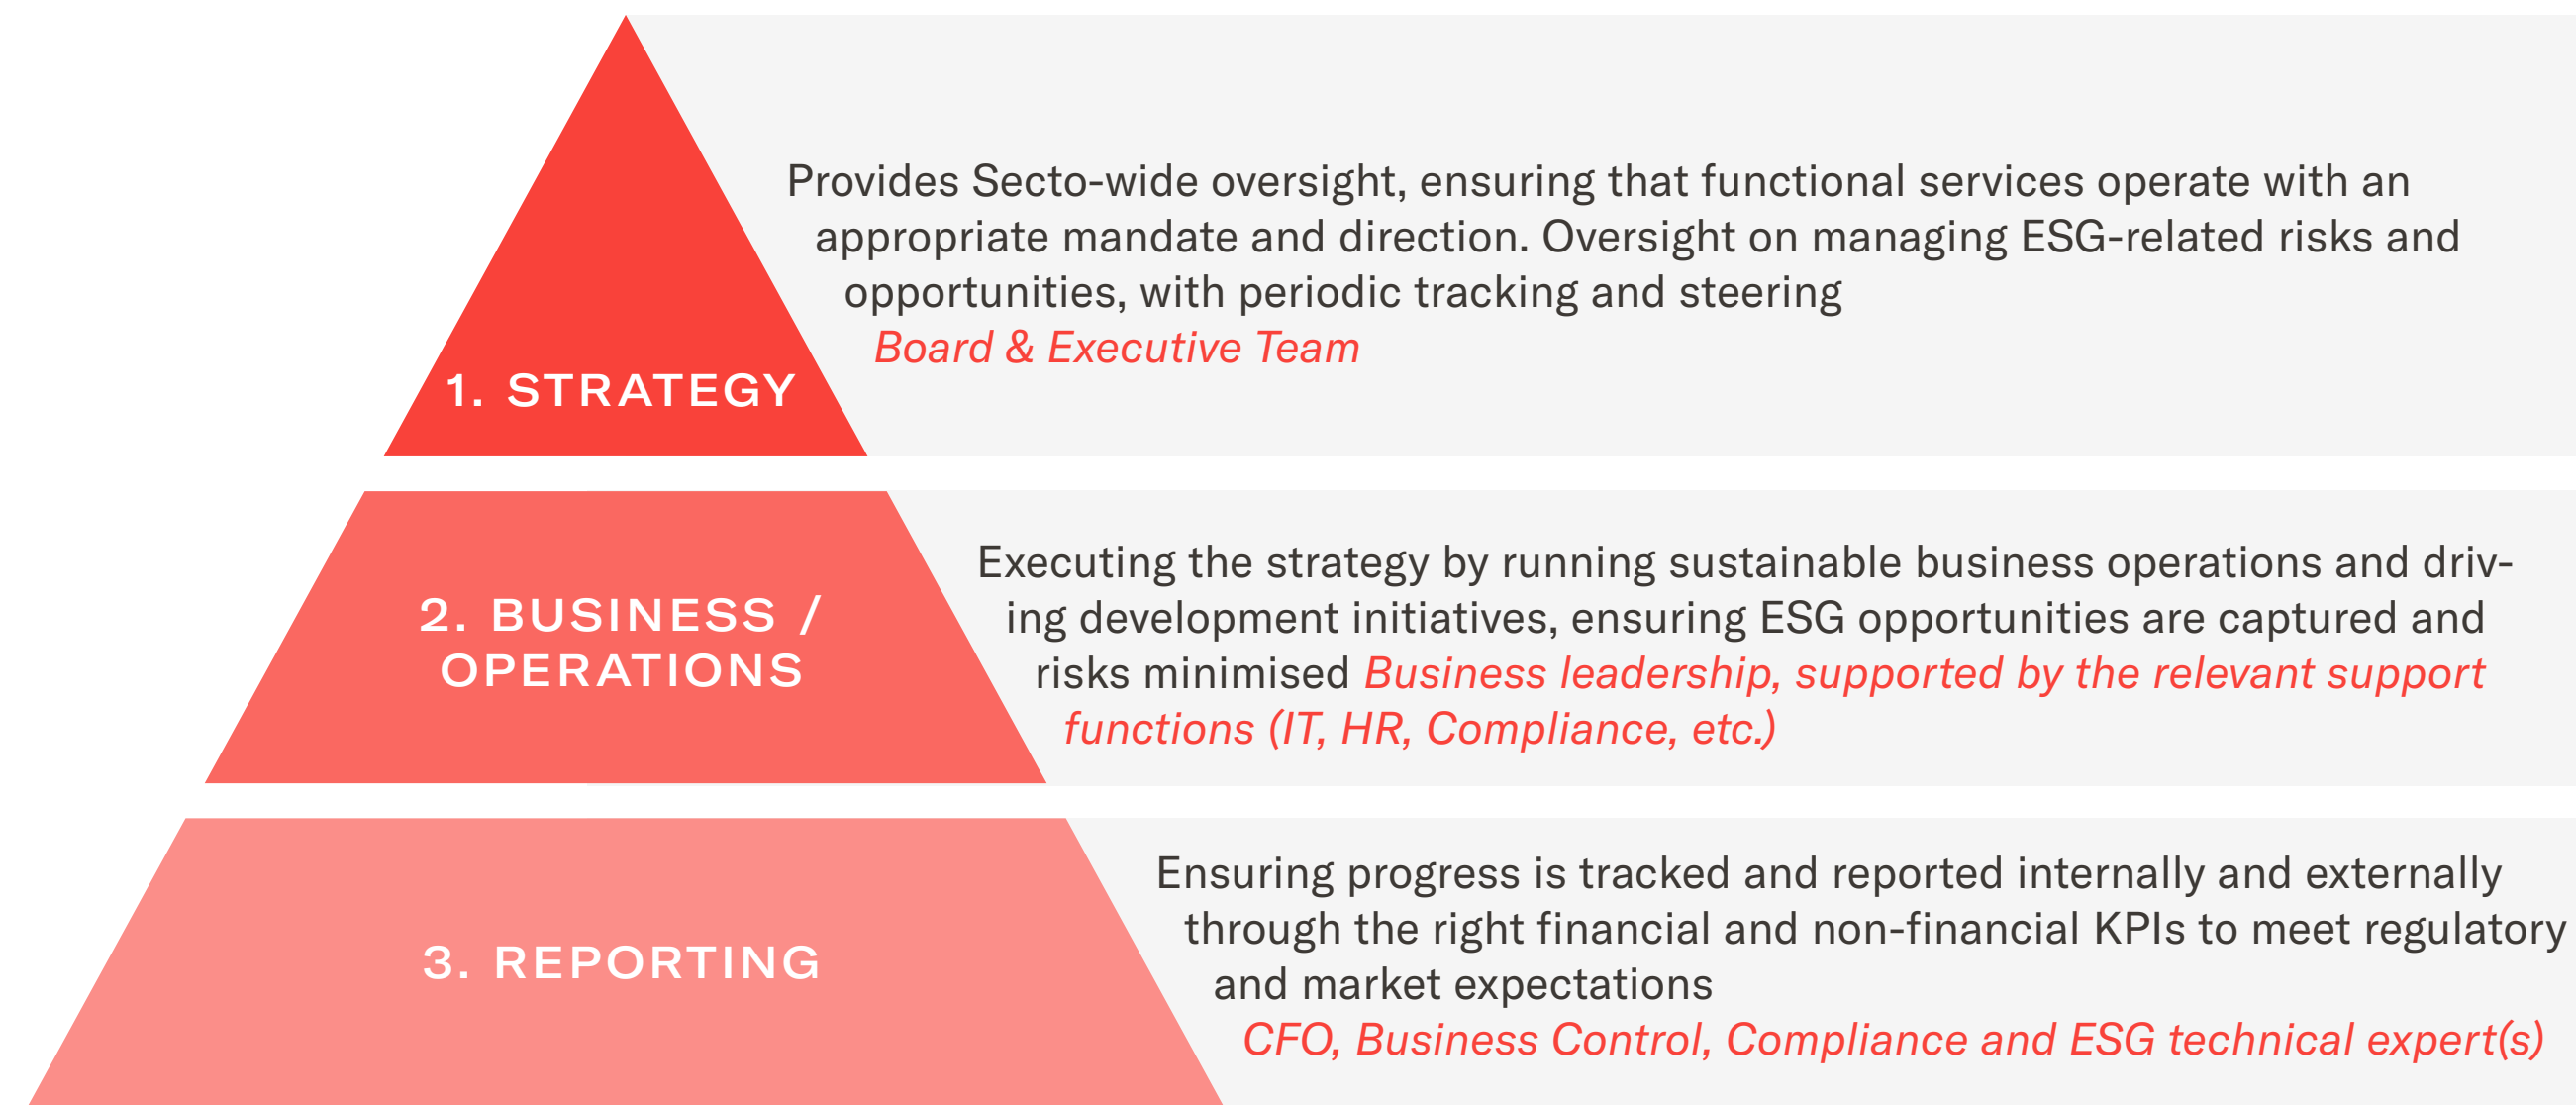 Provides Secto-wide oversight, ensuring that functional services operate with an
appropriate mandate and direction. Oversight on managing ESG-related risks and
opportunities, with periodic tracking and steering
Board & Executive Team
1. STRATEGY
Executing the strategy by running sustainable business operations and driv-
ing development initiatives, ensuring ESG opportunities are captured and
risks minimised Business leadership, supported by the relevant support
functions (IT, HR, Compliance, etc.)
2. BUSINESS /
OPERATIONS
Ensuring progress is tracked and reported internally and externally
through the right financial and non-financial KPIs to meet regulatory
and market expectations
CFO, Business Control, Compliance and ESG technical expert(s)
3. REPORTING